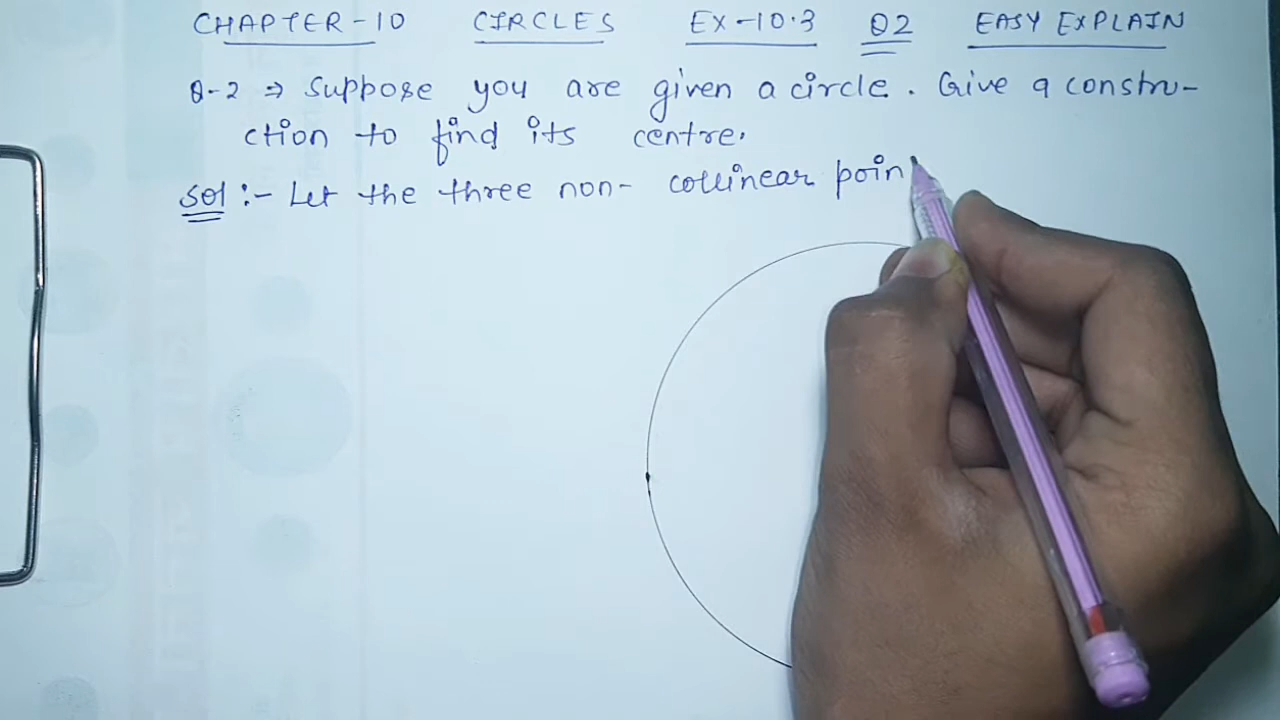 CHAPTER-10 CIRCLES EX-10.3 Q2 EASY EXPLAIN
Q-2 ⇒ Suppose you are given a circle. Give a constru-
ction to find its centre.
Sol :- Let the three non- collinear poin